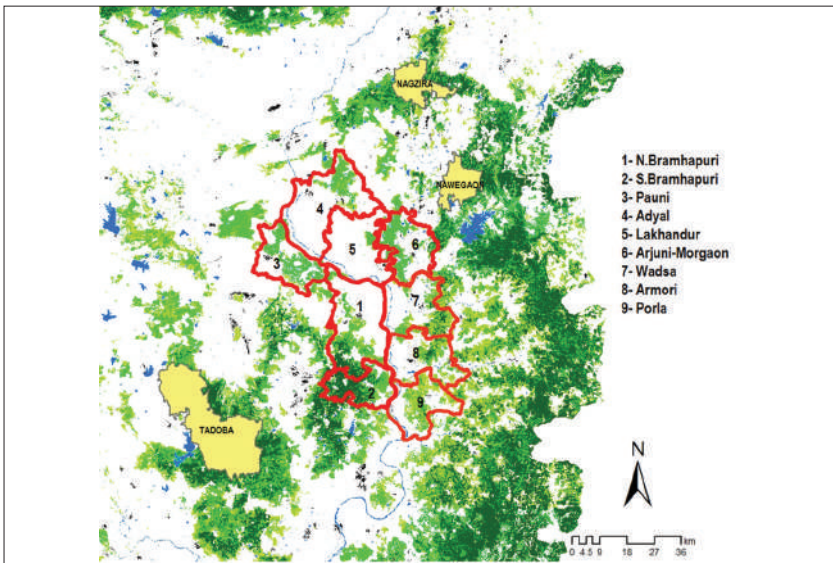 NAGZIRA
NAWEGAON
1- N.Bramhapuri
2- S.Bramhapuri
3- Pauni
4- Adyal
5- Lakhandur
6- Arjuni-Morgaon
7- Wadsa
8- Armori
9- Porla
4
5
6
3
1
7
8
2
9
TADOBA
N
km
0 4.5 9 18 27 36